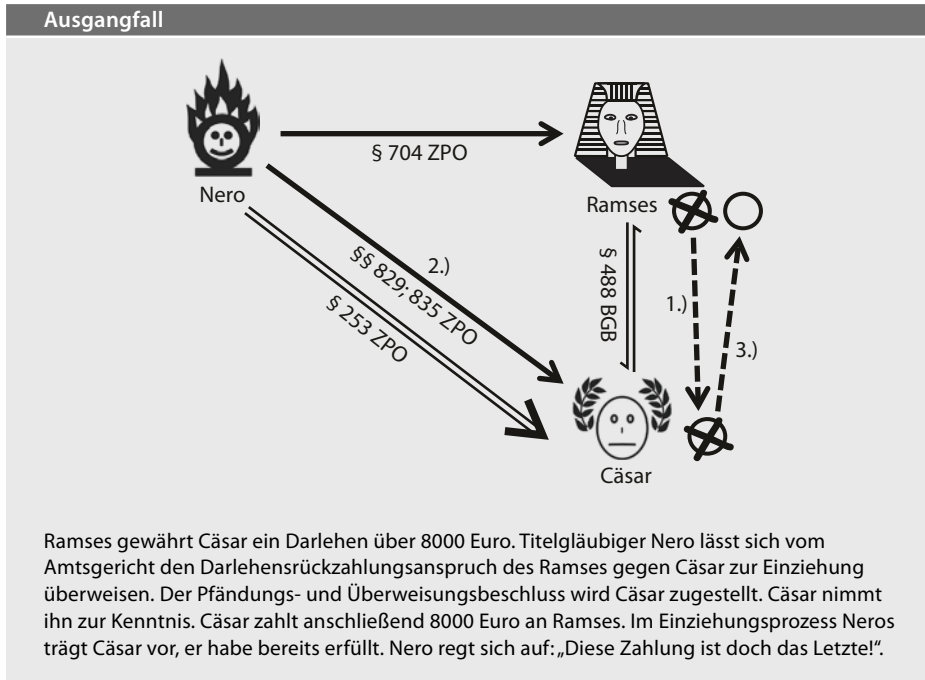 Ausgangfall
§ 704 ZPO
Nero
Ramses
2.)
§§ 829; 835 ZPO
§ 253 ZPO
§ 488 BGB
1.)
3.)
Cäsar
Ramses gewährt Cäsar ein Darlehen über 8000 Euro. Titelgläubiger Nero lässt sich vom
Amtsgericht den Darlehensrückzahlungsanspruch des Ramses gegen Cäsar zur Einziehung
überweisen. Der Pfändungs- und Überweisungsbeschluss wird Cäsar zugestellt. Cäsar nimmt
ihn zur Kenntnis. Cäsar zahlt anschließend 8000 Euro an Ramses. Im Einziehungsprozess Neros
trägt Cäsar vor, er habe bereits erfüllt. Nero regt sich auf: „Diese Zahlung ist doch das Letzte!“.